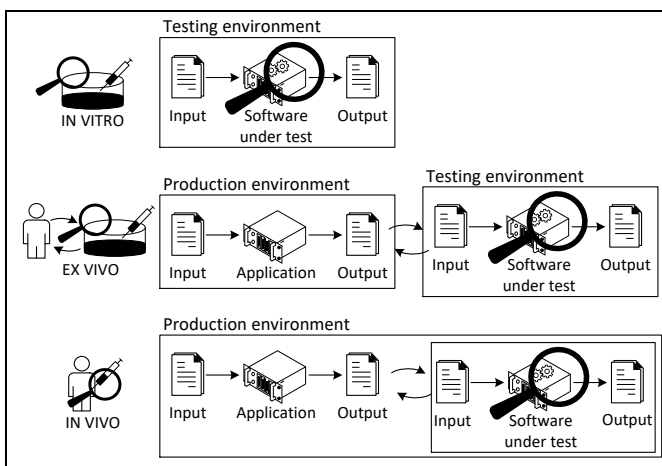 Testing environment
IN VITRO
Input
Software
under test
Output
Production environment
Testing environment
EX VIVO
Input
Application
Output
Input
Software
under test
Output
Production environment
IN VIVO
Input
Application
Output
Input
Software
under test
Output